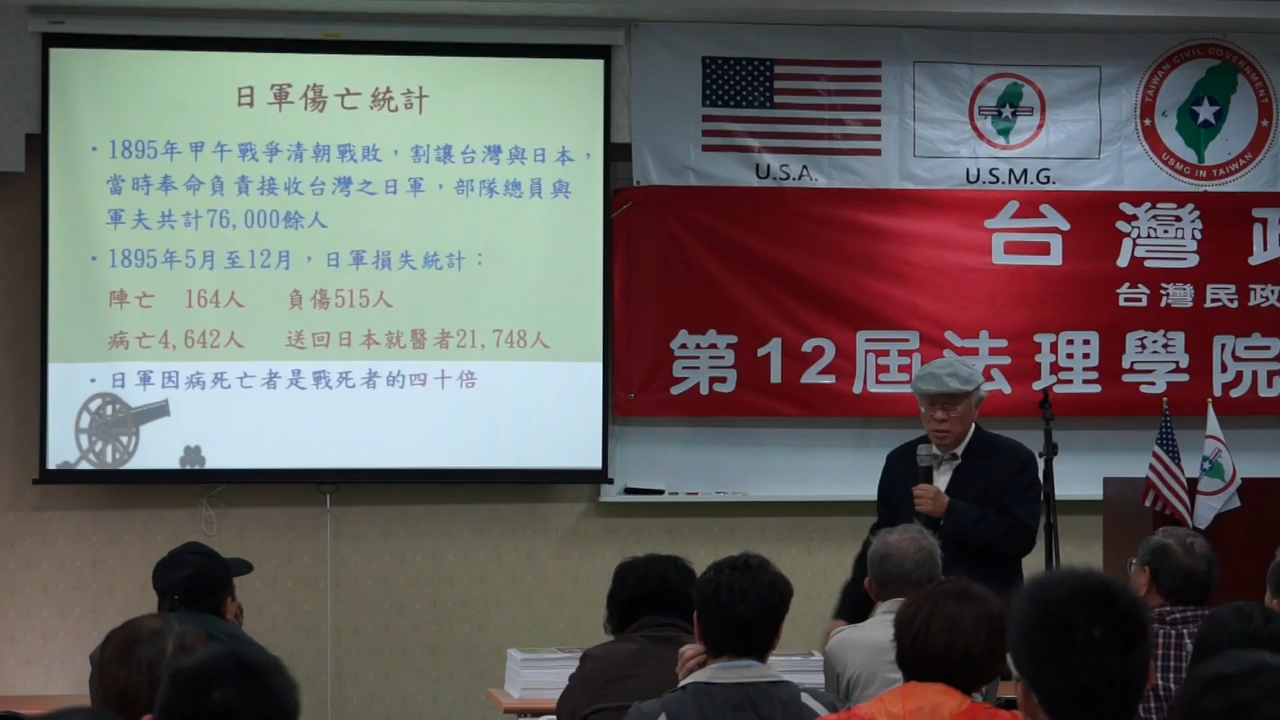 日軍傷亡統計
・1895年甲午戰爭清朝戰敗，割讓台灣與日本，
當時奉命負責接收台灣之日軍，部隊總員與
軍夫共計76,000餘人
・1895年5月至12月，日軍損失統計：
陣亡 164人 負傷515人
病亡4,642人 送回日本就醫者21,748人
・日軍因病死亡者是戰死者的四十倍
U.S.A.
U.S.M.G.
TAIWAN CIVIL GOVERNMENT
USMG IN TAIWAN
台灣
台灣民政
第12屆法理學院